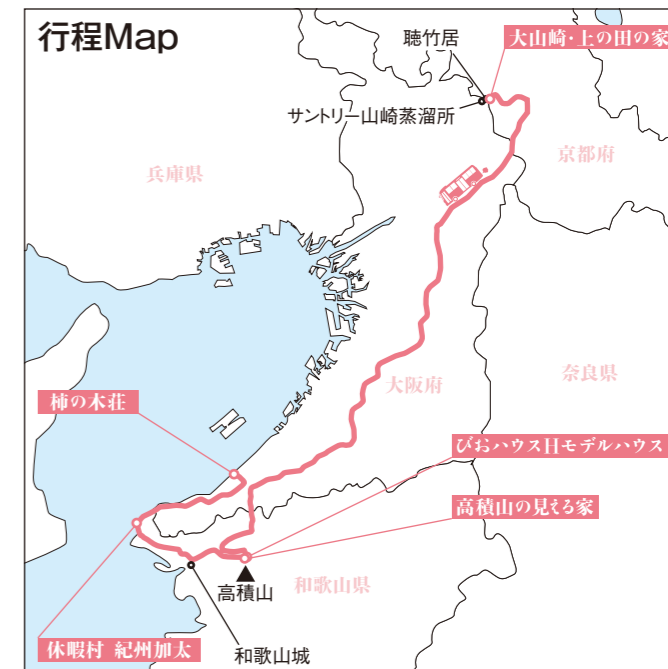 行程Map
聴竹居
大山崎・上の田の家
サントリー山崎蒸溜所
京都府
兵庫県
大阪府
奈良県
柿の木荘
びおハウスHモデルハウス
高積山の見える家
高積山
和歌山県
休暇村 紀州加太
和歌山城